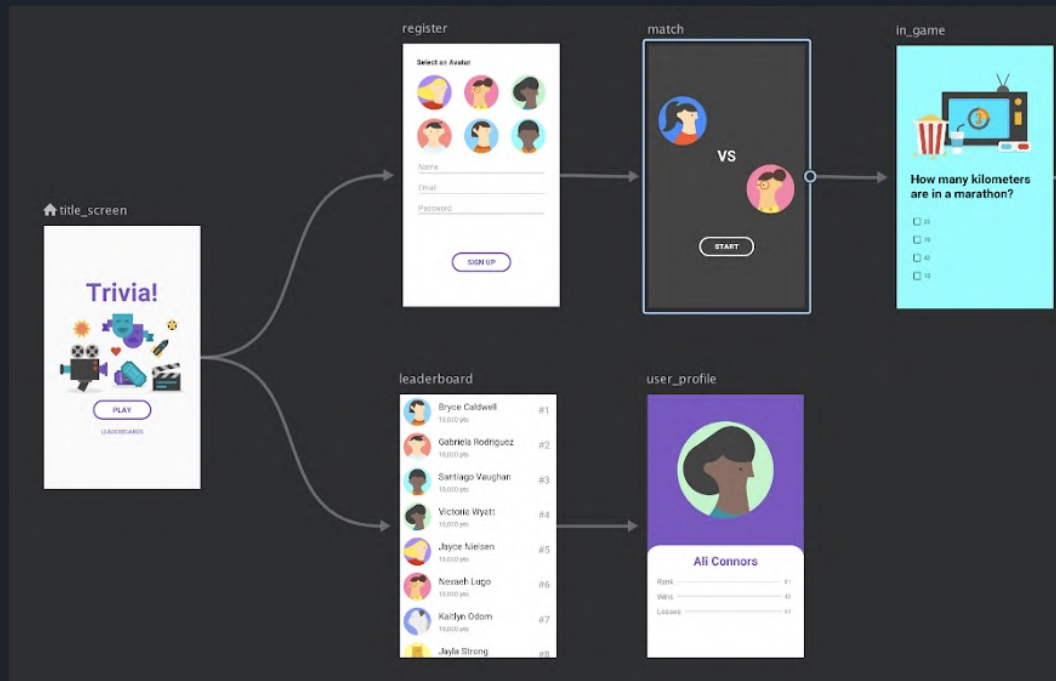 register
Select an Avatar
Name
Email
Password
SIGN UP
match
VS
START
in_game
How many kilometers
are in a marathon?
title_screen
Trivia!
PLAY
LEADERBOARDS
leaderboard
Bryce Caldwell
#1
10,000 pts
Gabriela Rodriguez
#2
10,000 pts
Santiago Vaughan
#3
10,000 pts
Victoria Wyatt
#4
10,000 pts
Jayce Nielsen
#5
10,000 pts
Nevaeh Lugo
#6
10,000 pts
Kaitlyn Odom
#7
10,000 pts
Jayla Strong
#8
user_profile
Ali Connors
Rank
Wins
Losses